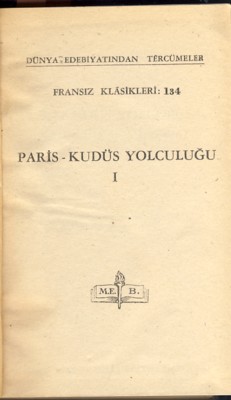 DÜNYA EDEBİYATINDAN TERCÜMELER
FRANSIZ KLÂSİKLERİ: 134
PARİS - KUDÜS YOLCULUĞU
I
M.E. B.